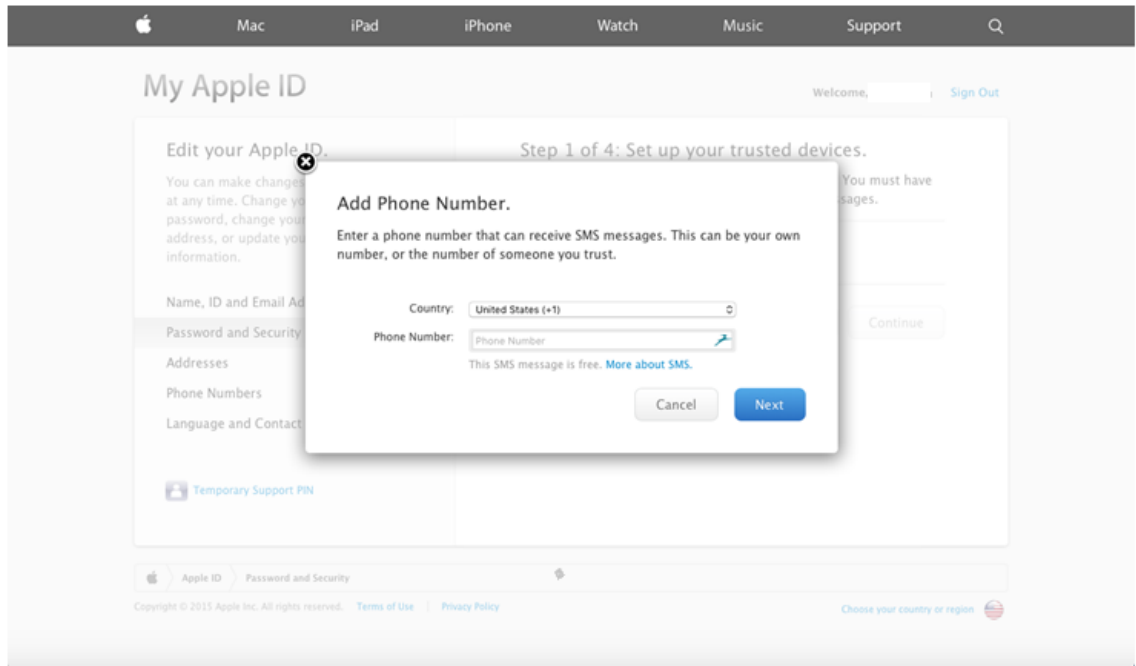 Mac iPad iPhone Watch Music Support
My Apple ID
Welcome,
Sign Out
Edit your Apple ID.
You can make changes
at any time. Change yo
password, change your
address, or update you
information.
Name, ID and Email Ad
Password and Security
Addresses
Phone Numbers
Language and Contact
Temporary Support PIN
Step 1 of 4: Set up your trusted devices.
You must have
sages.
Continue
Add Phone Number.
Enter a phone number that can receive SMS messages. This can be your own
number, or the number of someone you trust.
Country: United States (+1)
Phone Number: Phone Number
This SMS message is free. More about SMS.
Cancel Next
Apple ID Password and Security
Copyright © 2015 Apple Inc. All rights reserved. Terms of Use Privacy Policy
Choose your country or region